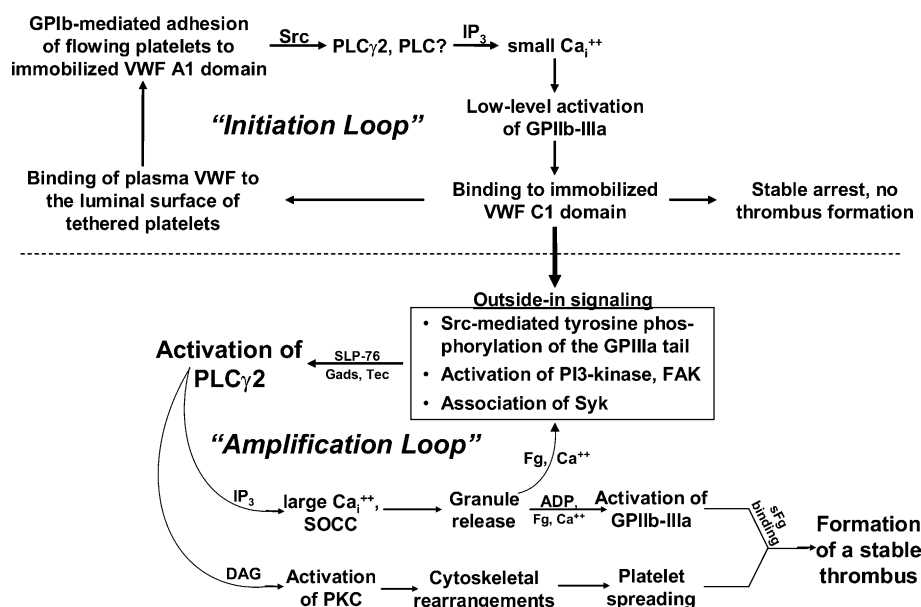 GPIb-mediated adhesion
of flowing platelets to
immobilized VWF A1 domain
Src
PLCγ2, PLC?
IP3
small Cai++
Low-level activation
of GPIIb-IIIa
"Initiation Loop"
Binding of plasma VWF to
the luminal surface of
tethered platelets
Binding to immobilized
VWF C1 domain
Stable arrest, no
thrombus formation
Outside-in signaling
• Src-mediated tyrosine phos-
phorylation of the GPIIIa tail
• Activation of PI3-kinase, FAK
• Association of Syk
SLP-76
Gads, Tec
Activation of
PLCγ2
"Amplification Loop"
Fg, Ca++
IP3
large Cai++,
SOCC
Granule
release
ADP,
Fg, Ca++
Activation of
GPIIb-IIIa
sFg
binding
Formation
of a stable
thrombus
DAG
Activation
of PKC
Cytoskeletal
rearrangements
Platelet
spreading